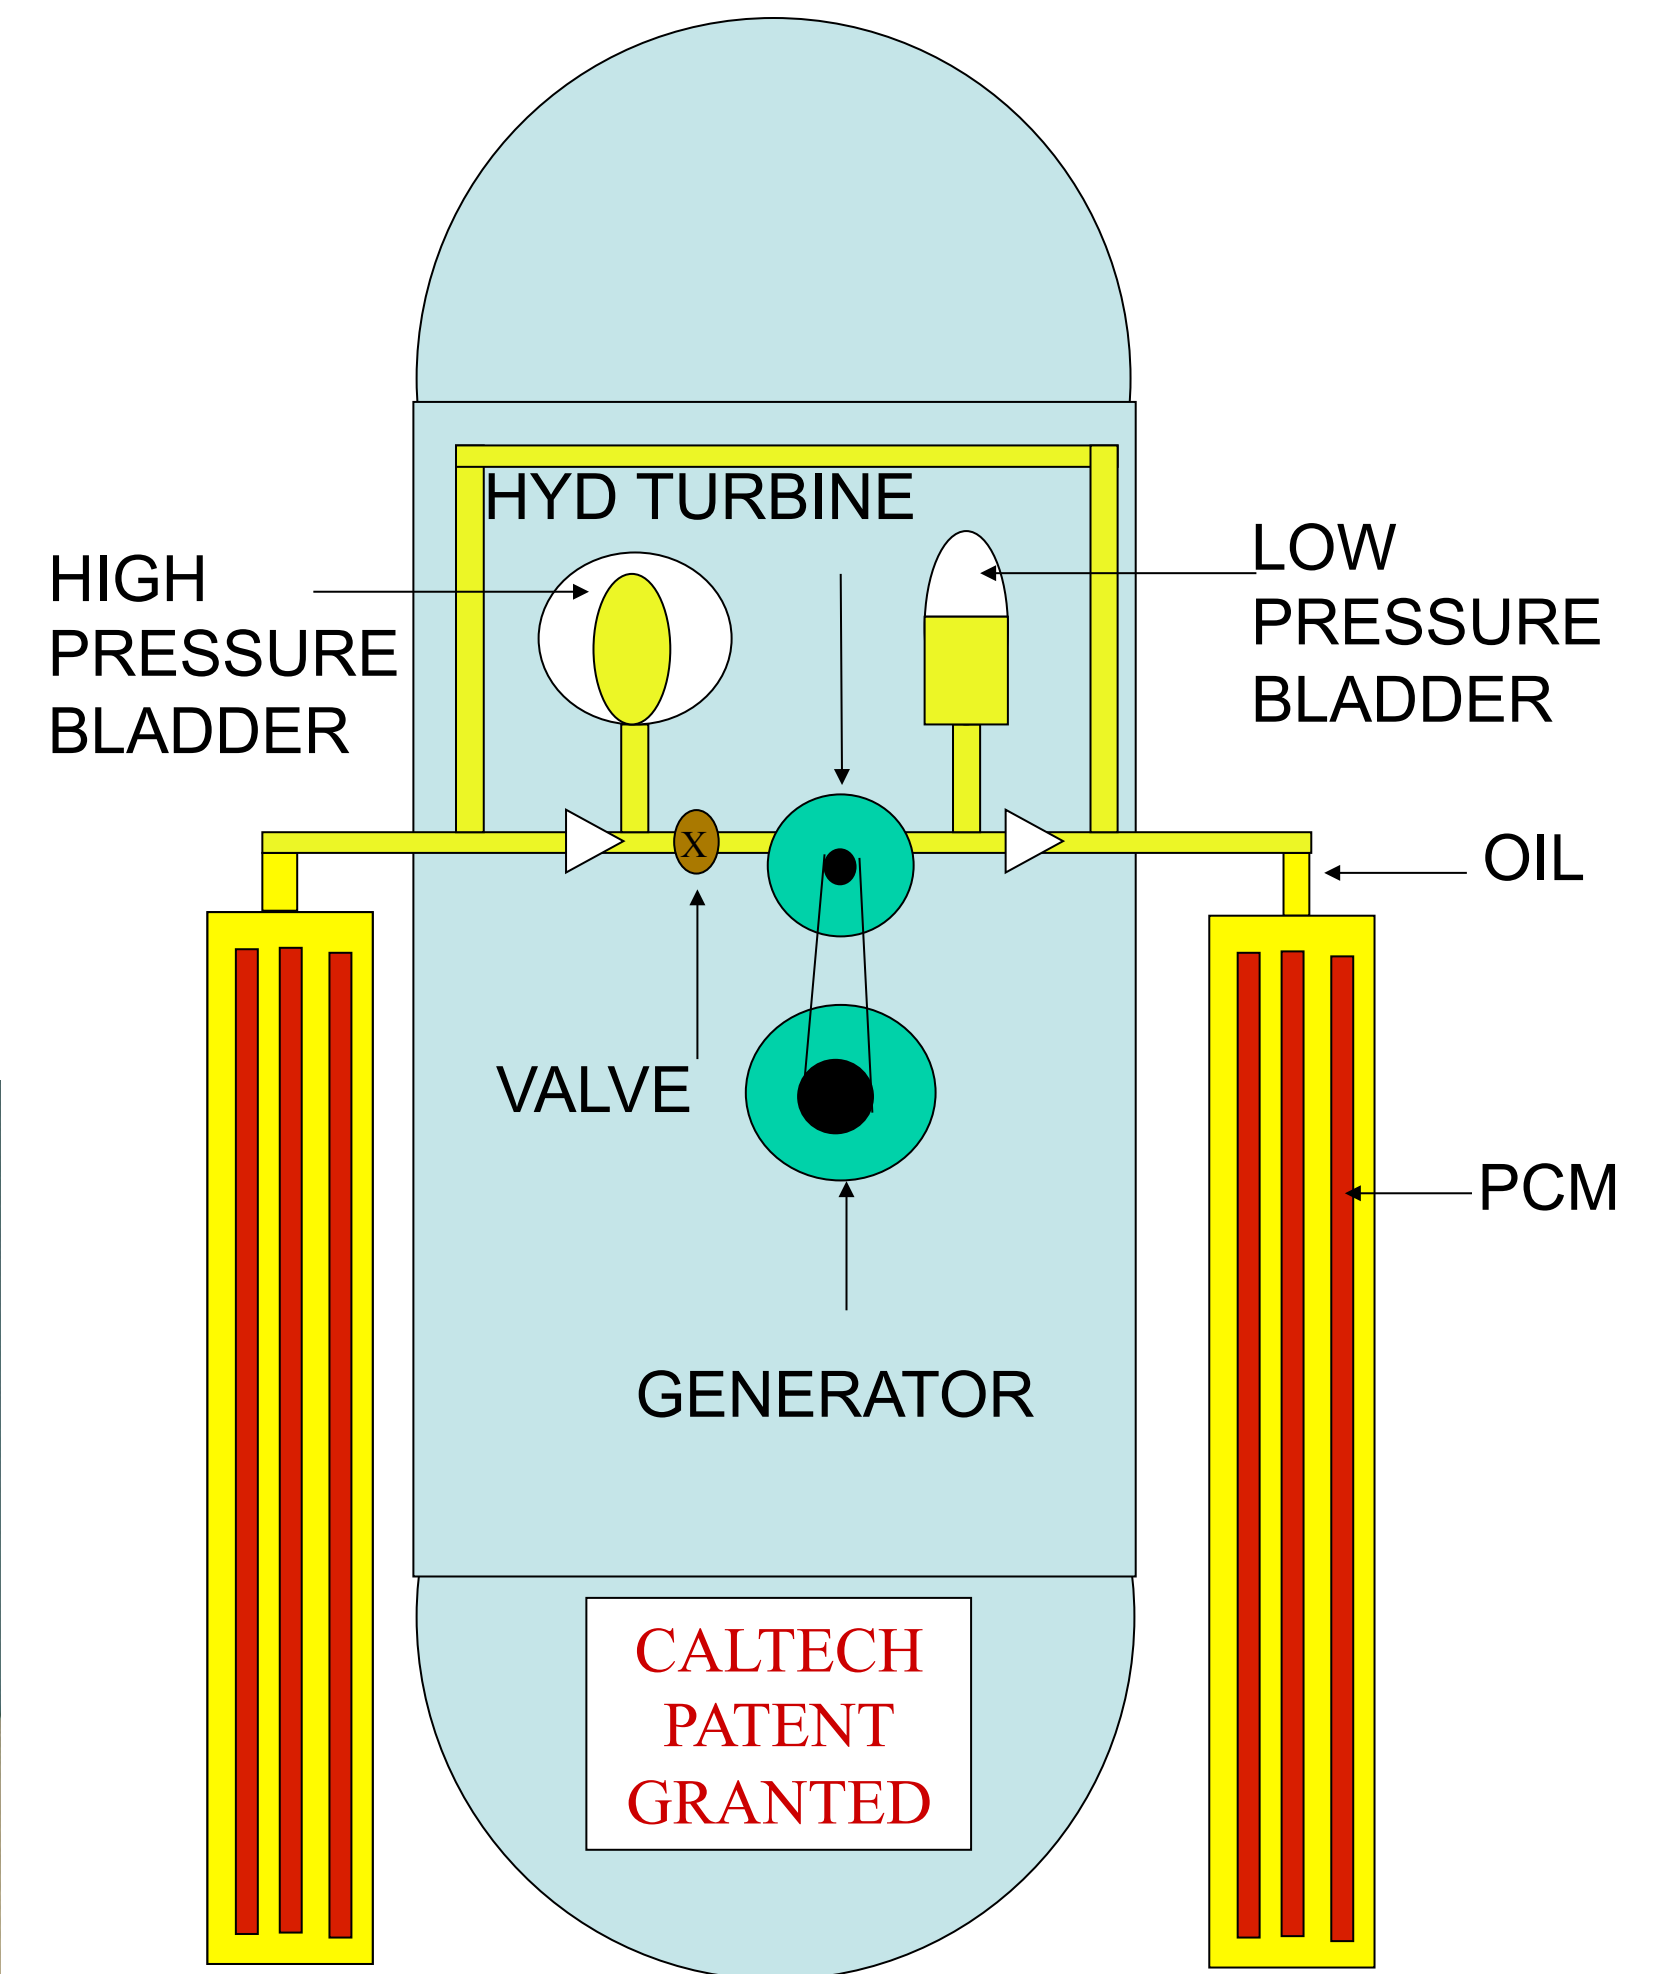 HYD TURBINE
HIGH
PRESSURE
BLADDER
LOW
PRESSURE
BLADDER
X
OIL
VALVE
PCM
GENERATOR
CALTECH
PATENT
GRANTED